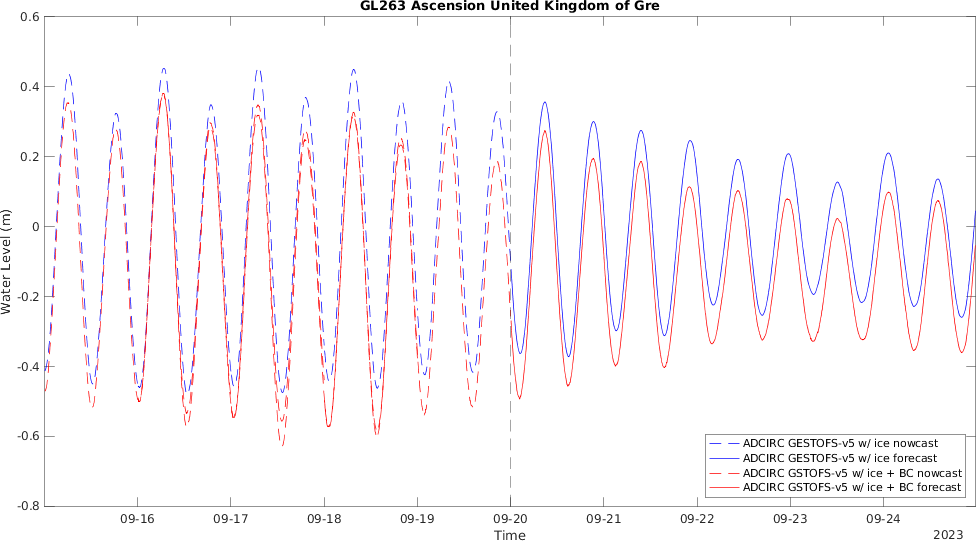 GL263 Ascension United Kingdom of Gre
0.6
0.4
0.2
0
-0.2
-0.4
-0.6
-0.8
Water Level (m)
ADCIRC GESTOFS-v5 w/ ice nowcast
ADCIRC GESTOFS-v5 w/ ice forecast
ADCIRC GSTOFS-v5 w/ ice + BC nowcast
ADCIRC GSTOFS-v5 w/ ice + BC forecast
09-16 09-17 09-18 09-19 09-20 09-21 09-22 09-23 09-24
Time
2023